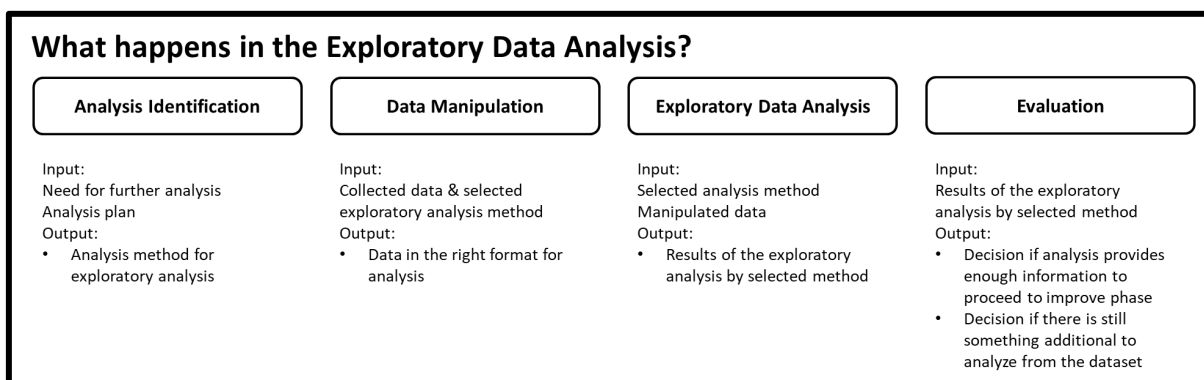 What happens in the Exploratory Data Analysis?
Analysis Identification
Input:
Need for further analysis
Analysis plan
Output:
• Analysis method for
exploratory analysis
Data Manipulation
Input:
Collected data & selected
exploratory analysis method
Output:
• Data in the right format for
analysis
Exploratory Data Analysis
Input:
Selected analysis method
Manipulated data
Output:
• Results of the exploratory
analysis by selected method
Evaluation
Input:
Results of the exploratory
analysis by selected method
Output:
• Decision if analysis provides
enough information to
proceed to improve phase
• Decision if there is still
something additional to
analyze from the dataset